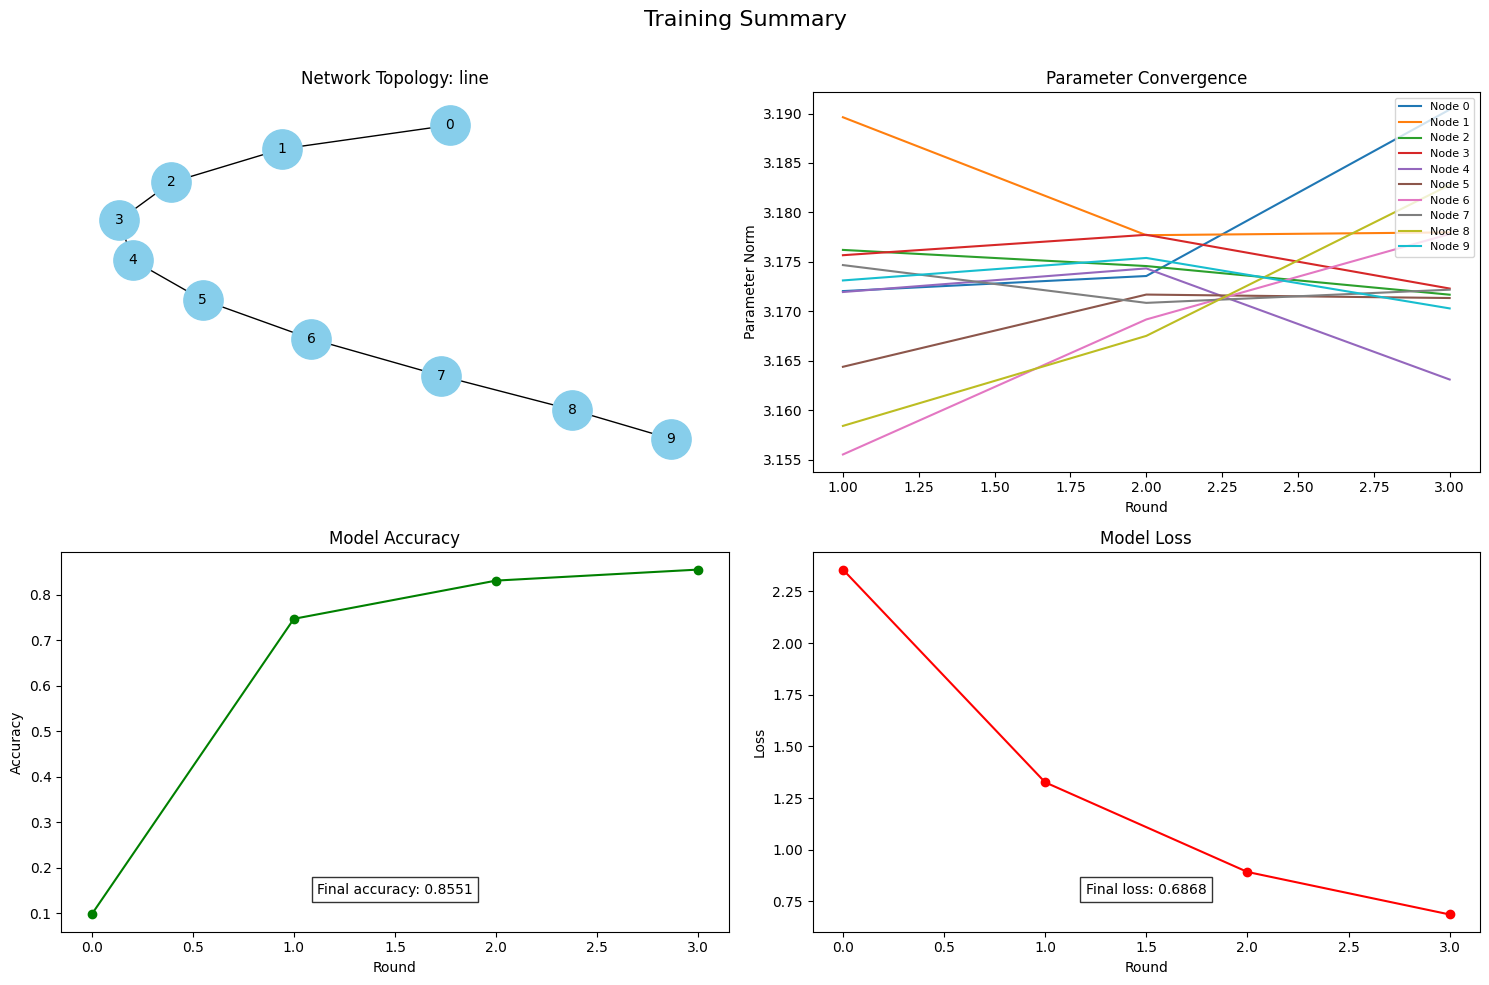 Training Summary
Network Topology: line
0
1
2
3
4
5
6
7
8
9
Parameter Convergence
Node 0
Node 1
Node 2
Node 3
Node 4
Node 5
Node 6
Node 7
Node 8
Node 9
Parameter Norm
3.190
3.185
3.180
3.175
3.170
3.165
3.160
3.155
1.00 1.25 1.50 1.75 2.00 2.25 2.50 2.75 3.00
Round
Model Accuracy
Accuracy
0.8
0.7
0.6
0.5
0.4
0.3
0.2
0.1
Final accuracy: 0.8551
0.0 0.5 1.0 1.5 2.0 2.5 3.0
Round
Model Loss
Loss
2.25
2.00
1.75
1.50
1.25
1.00
0.75
Final loss: 0.6868
0.0 0.5 1.0 1.5 2.0 2.5 3.0
Round